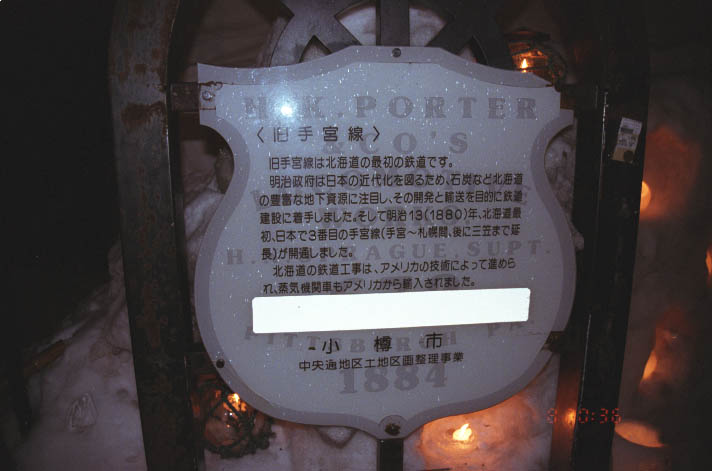 H.K. PORTER
& CO'S
〈旧手宮線〉
旧手宮線は北海道の最初の鉄道です。
明治政府は日本の近代化を図るため、石炭など北海道
の豊富な地下資源に注目し、その開発と輸送を目的に鉄道
建設に着手しました。そして明治13(1880)年、北海道最
初、日本で3番目の手宮線(手宮~札幌間、後に三笠まで延
長)が開通しました。
H. SUPT.
北海道の鉄道工事は、アメリカの技術によって進めら
れ、蒸気機関車もアメリカから輸入されました。
PITTSBURGH PA.
小樽市
中央通地区土地区画整理事業
1884